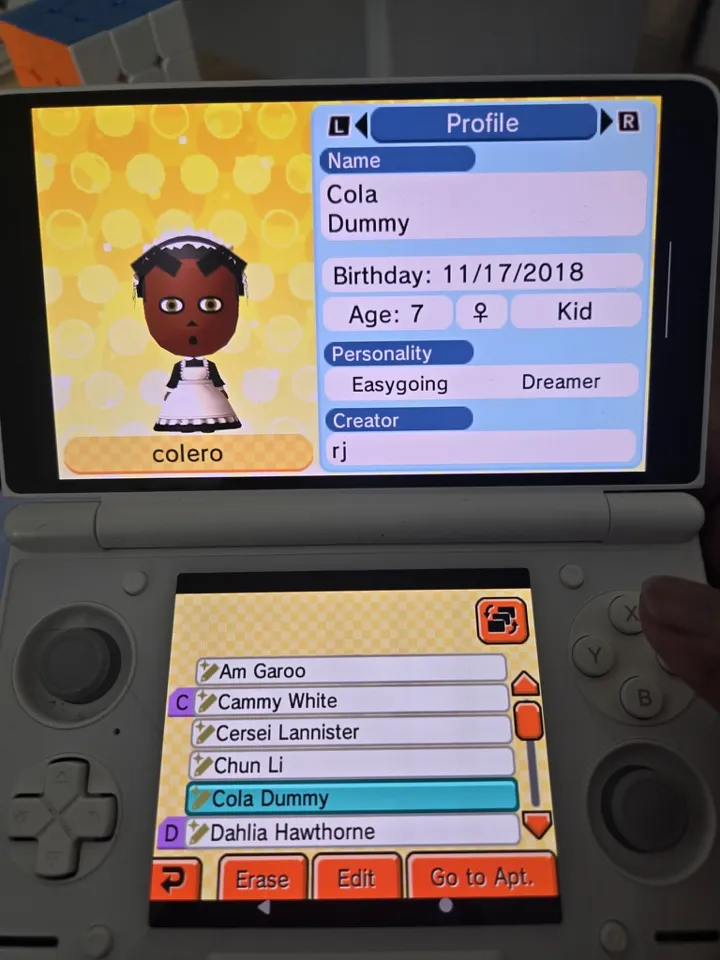 L Profile R
Name
Cola
Dummy
Birthday: 11/17/2018
Age: 7 ♀ Kid
Personality
Easygoing Dreamer
Creator
rj
colero
Am Garoo
C Cammy White
Cersei Lannister
Chun Li
Cola Dummy
D Dahlia Hawthorne
Erase Edit Go to Apt.
X
Y
B